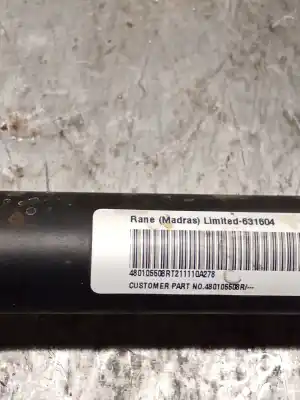 Rane (Madras) Limited-631604
480105508RT211110A278
CUSTOMER PART NO.480105508R/---